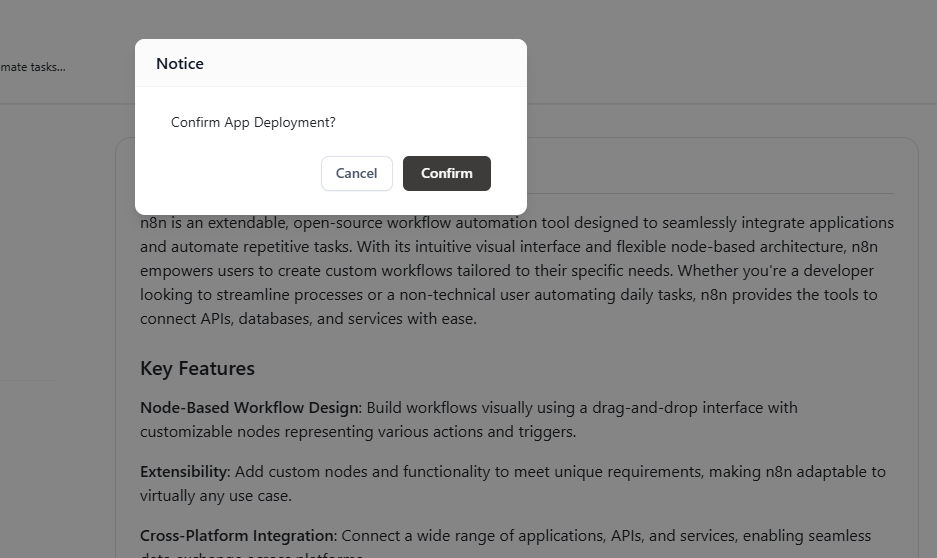 mate tasks...
Notice
Confirm App Deployment?
Cancel
Confirm
n8n is an extendable, open-source workflow automation tool designed to seamlessly integrate applications
and automate repetitive tasks. With its intuitive visual interface and flexible node-based architecture, n8n
empowers users to create custom workflows tailored to their specific needs. Whether you're a developer
looking to streamline processes or a non-technical user automating daily tasks, n8n provides the tools to
connect APIs, databases, and services with ease.
Key Features
Node-Based Workflow Design: Build workflows visually using a drag-and-drop interface with
customizable nodes representing various actions and triggers.
Extensibility: Add custom nodes and functionality to meet unique requirements, making n8n adaptable to
virtually any use case.
Cross-Platform Integration: Connect a wide range of applications, APIs, and services, enabling seamless
data exchange across platforms.